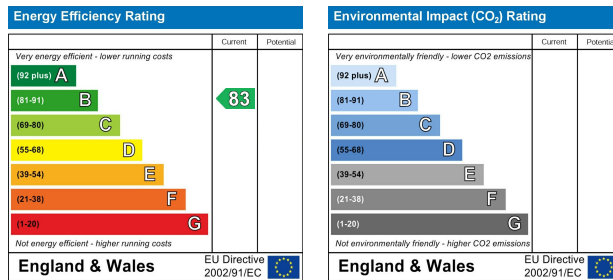 Energy Efficiency Rating
Current Potential
Very energy efficient - lower running costs
(92 plus) A
(81-91) B
83
(69-80) C
(55-68) D
(39-54) E
(21-38) F
(1-20) G
Not energy efficient - higher running costs
England & Wales
EU Directive
2002/91/EC
Environmental Impact (CO₂) Rating
Current Potential
Very environmentally friendly - lower CO2 emissions
(92 plus) A
(81-91) B
(69-80) C
(55-68) D
(39-54) E
(21-38) F
(1-20) G
Not environmentally friendly - higher CO2 emissions
England & Wales
EU Directive
2002/91/EC